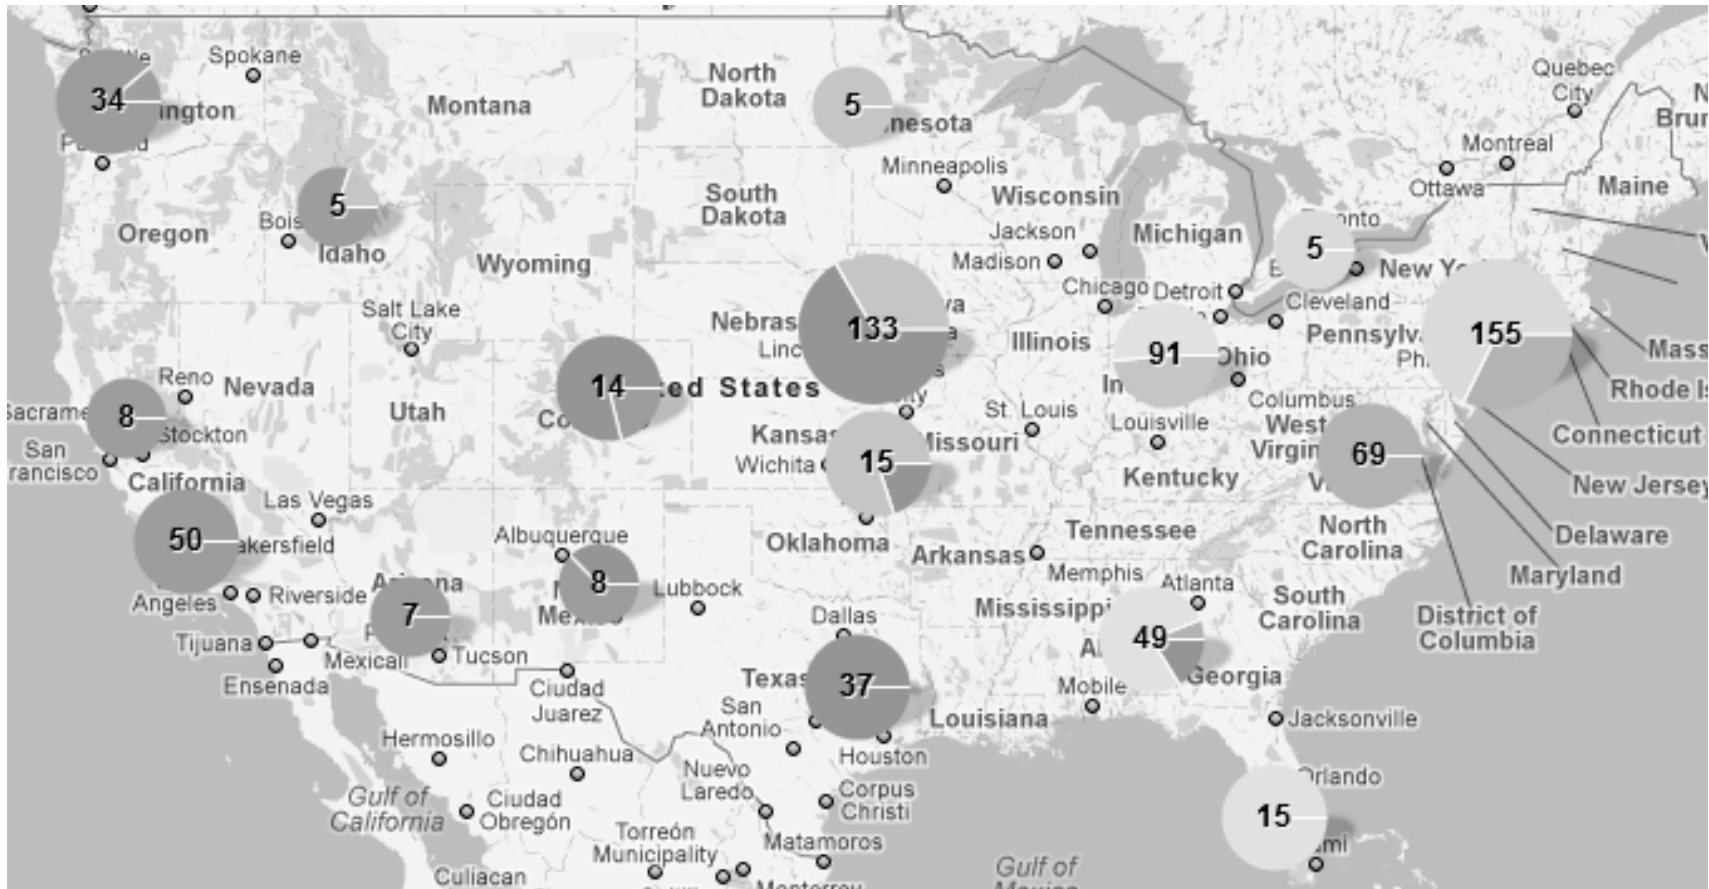 Spokane
34
ington
Montana
North
Dakota
5
nesota
Minneapolis
South
Dakota
Wisconsin
Quebec
City
Montreal
Ottawa
Maine
5
Oregon
Idaho
Wyoming
Jackson
Madison
Michigan
5
New Yo
Chicago
Detroit
Cleveland
Salt Lake
City
Nebras
133
Illinois
91
Ohio
Pennsylv
155
Mass
Rhode Is
Reno
Nevada
Utah
14
ed States
Columbus
Connecticut
Sacrame
8
Stockton
San
rancisco
California
Kansas
Wichita
15
Missouri
St. Louis
Louisville
Kentucky
West
Virgin
69
New Jersey
Delaware
Maryland
District of
Columbia
Las Vegas
50
akersfield
Albuquerque
Oklahoma
Arkansas
Tennessee
Memphis
North
Carolina
South
Carolina
Angeles
Riverside
7
8
Lubbock
Dallas
Mississippi
Atlanta
49
Georgia
Tijuana
Mexicali
Tucson
Ensenada
Ciudad
Juarez
Texas
37
San
Antonio
Houston
Louisiana
Mobile
Jacksonville
Hermosillo
Chihuahua
Nuevo
Laredo
Corpus
Christi
Orlando
15
Gulf of
California
Ciudad
Obregón
Torreón
Municipality
Matamoros
Monterrey
Culiacan
Gulf of
Mexico